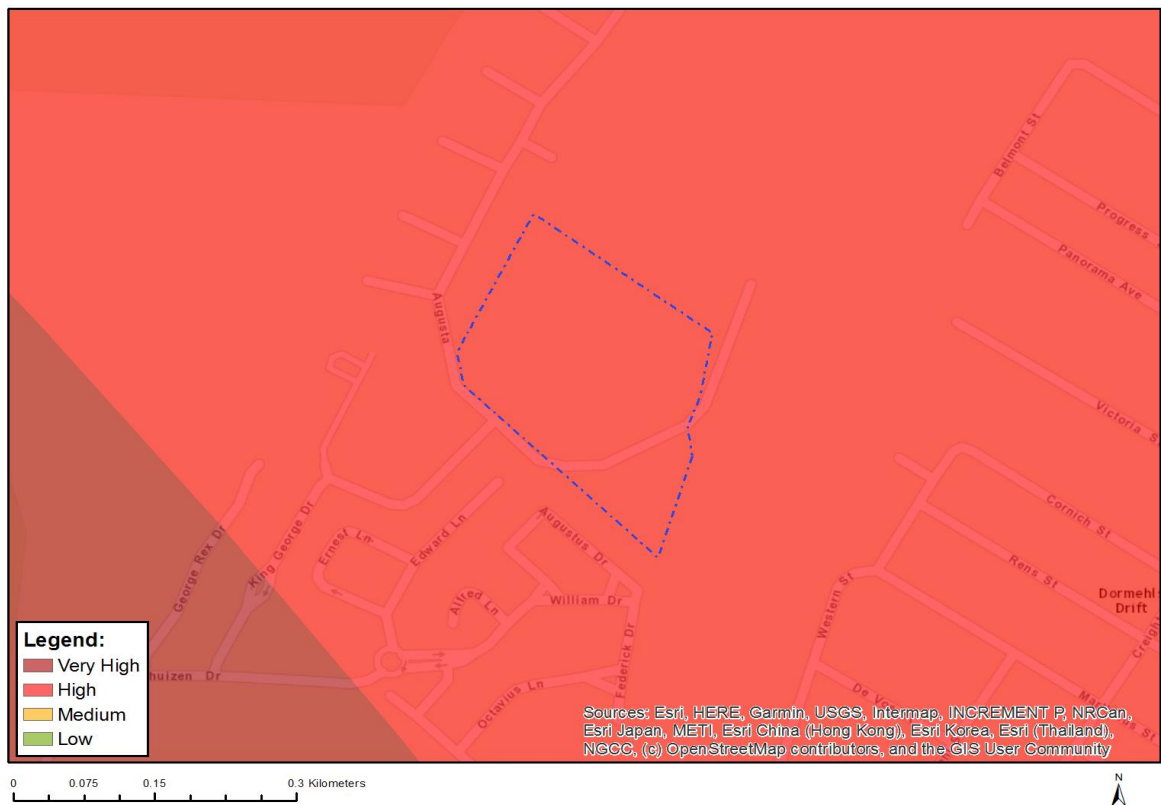 Belmont St
Progress
Panorama Ave
Augusta
Victoria S
Cornich St
Rens St
George Rex Dr
King George Dr
Ernest Ln
Edward Ln
Augustus Dr
Alfred Ln
William Dr
Western St
Dormehls
Drift
Creigh
Federick Dr
huizen Dr
Octavius Ln
De Vos
St
Legend:
Very High
High
Medium
Low
Sources: Esri, HERE, Garmin, USGS, Intermap, INCREMENT P, NRCan,
Esri Japan, METI, Esri China (Hong Kong), Esri Korea, Esri (Thailand),
NGCC, (c) OpenStreetMap contributors, and the GIS User Community
0 0.075 0.15 0.3 Kilometers
N